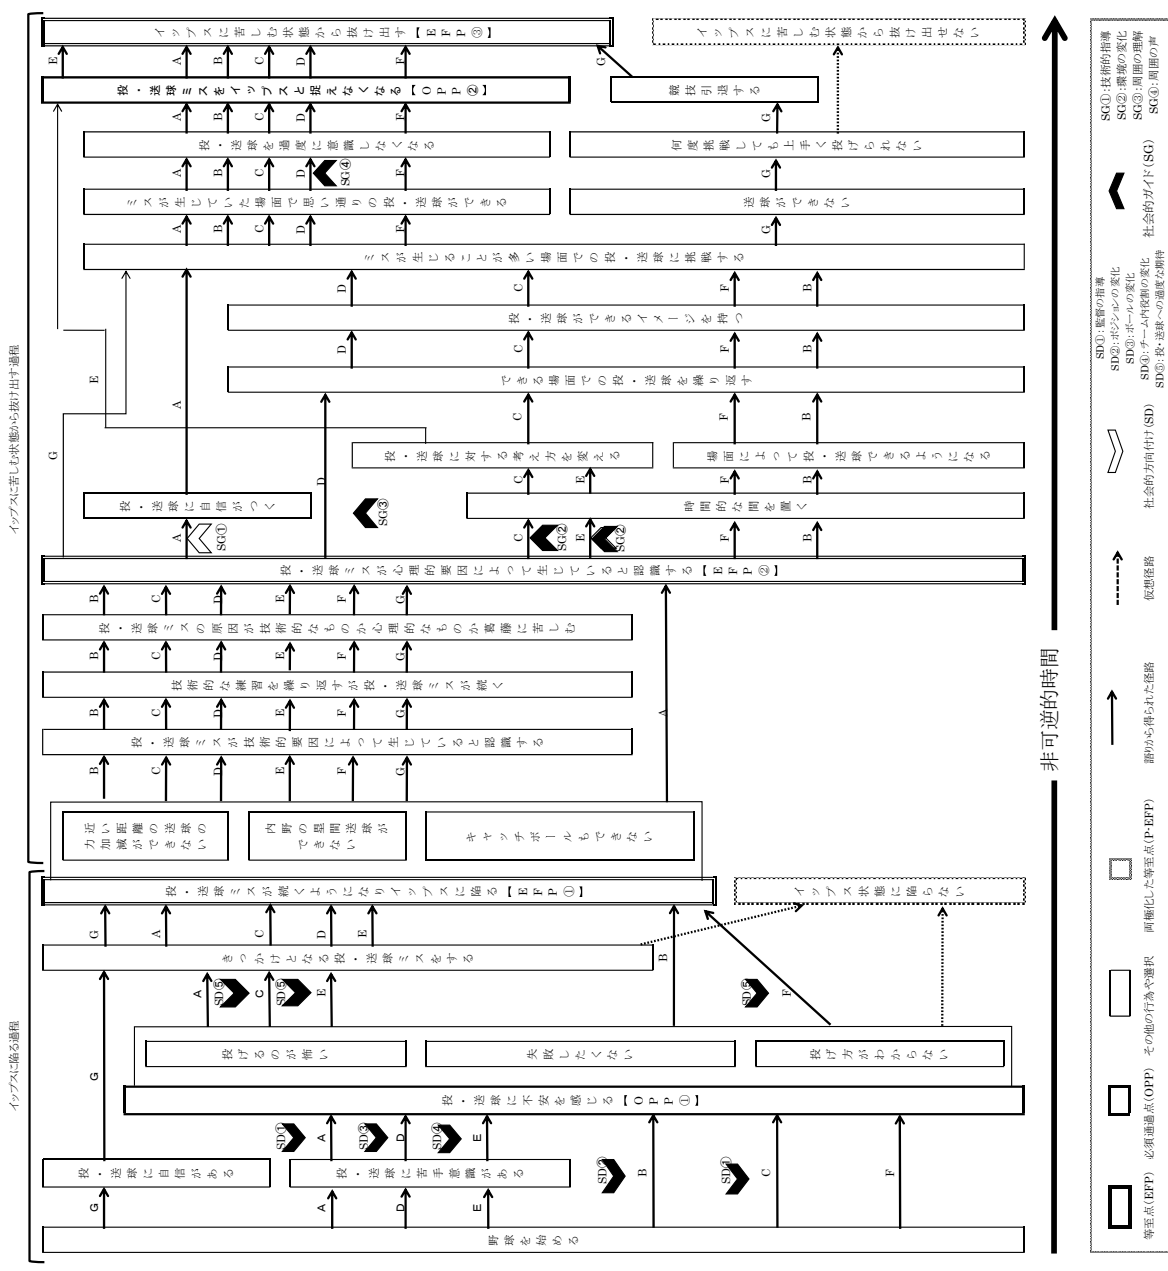 イップスに陥る過程
イップスに苦しむ状態から抜け出す過程
野球を始める
G
A
D
E
B
C
F
SD②
SD①
投・送球に自信がある
投・送球に苦手意識がある
G
SD①
A
SD③
D
SD④
E
投・送球に不安を感じる【OPP①】
投げるのが怖い
失敗したくない
投げ方がわからない
A
SD⑤
C
SD⑤
E
B
SD⑤
F
きっかけとなる投・送球ミスをする
G
A
C
D
E
投・送球ミスが続くようになりイップスに陥る【EFP①】
イップス状態に陥らない
近い距離の送球の
力加減ができない
内野の塁間送球が
できない
キャッチボールもできない
B
C
D
E
F
G
A
投・送球ミスが技術的要因によって生じていると認識する
B
C
D
E
F
G
技術的な練習を繰り返すが投・送球ミスが続く
B
C
D
E
F
G
投・送球ミスの原因が技術的なものか心理的なものか葛藤に苦しむ
B
C
D
E
F
G
投・送球ミスが心理的要因によって生じていると認識する【EFP②】
G
A
SG①
D
SG③
C
SG②
E
SG②
F
B
投・送球に自信がつく
時間的な間を置く
C
E
F
B
投・送球に対する考え方を変える
場面によって投・送球できるようになる
E
A
C
F
B
できる場面での投・送球を繰り返す
D
C
F
B
投・送球ができるイメージを持つ
D
C
F
B
ミスが生じることが多い場面での投・送球に挑戦する
A
B
C
D
F
G
ミスが生じていた場面で思い通りの投・送球ができる
送球ができない
A
B
C
D
SG④
F
G
投・送球を過度に意識しなくなる
何度挑戦しても上手く投げられない
A
B
C
D
F
G
投・送球ミスをイップスと捉えなくなる【OPP②】
競技引退する
E
A
B
C
D
F
G
イップスに苦しむ状態から抜け出す【EFP③】
イップスに苦しむ状態から抜け出せない
非可逆的時間
等至点(EFP)
必須通過点(OPP)
その他の行為や選択
両極化した等至点(P-EFP)
語りから得られた径路
仮想径路
社会的方向付け(SD)
SD①:監督の指導
SD②:ポジションの変化
SD③:ボールの変化
SD④:チーム内役割の変化
SD⑤:投・送球への過度な期待
社会的ガイド(SG)
SG①:技術的指導
SG②:環境の変化
SG③:周囲の理解
SG④:周囲の声